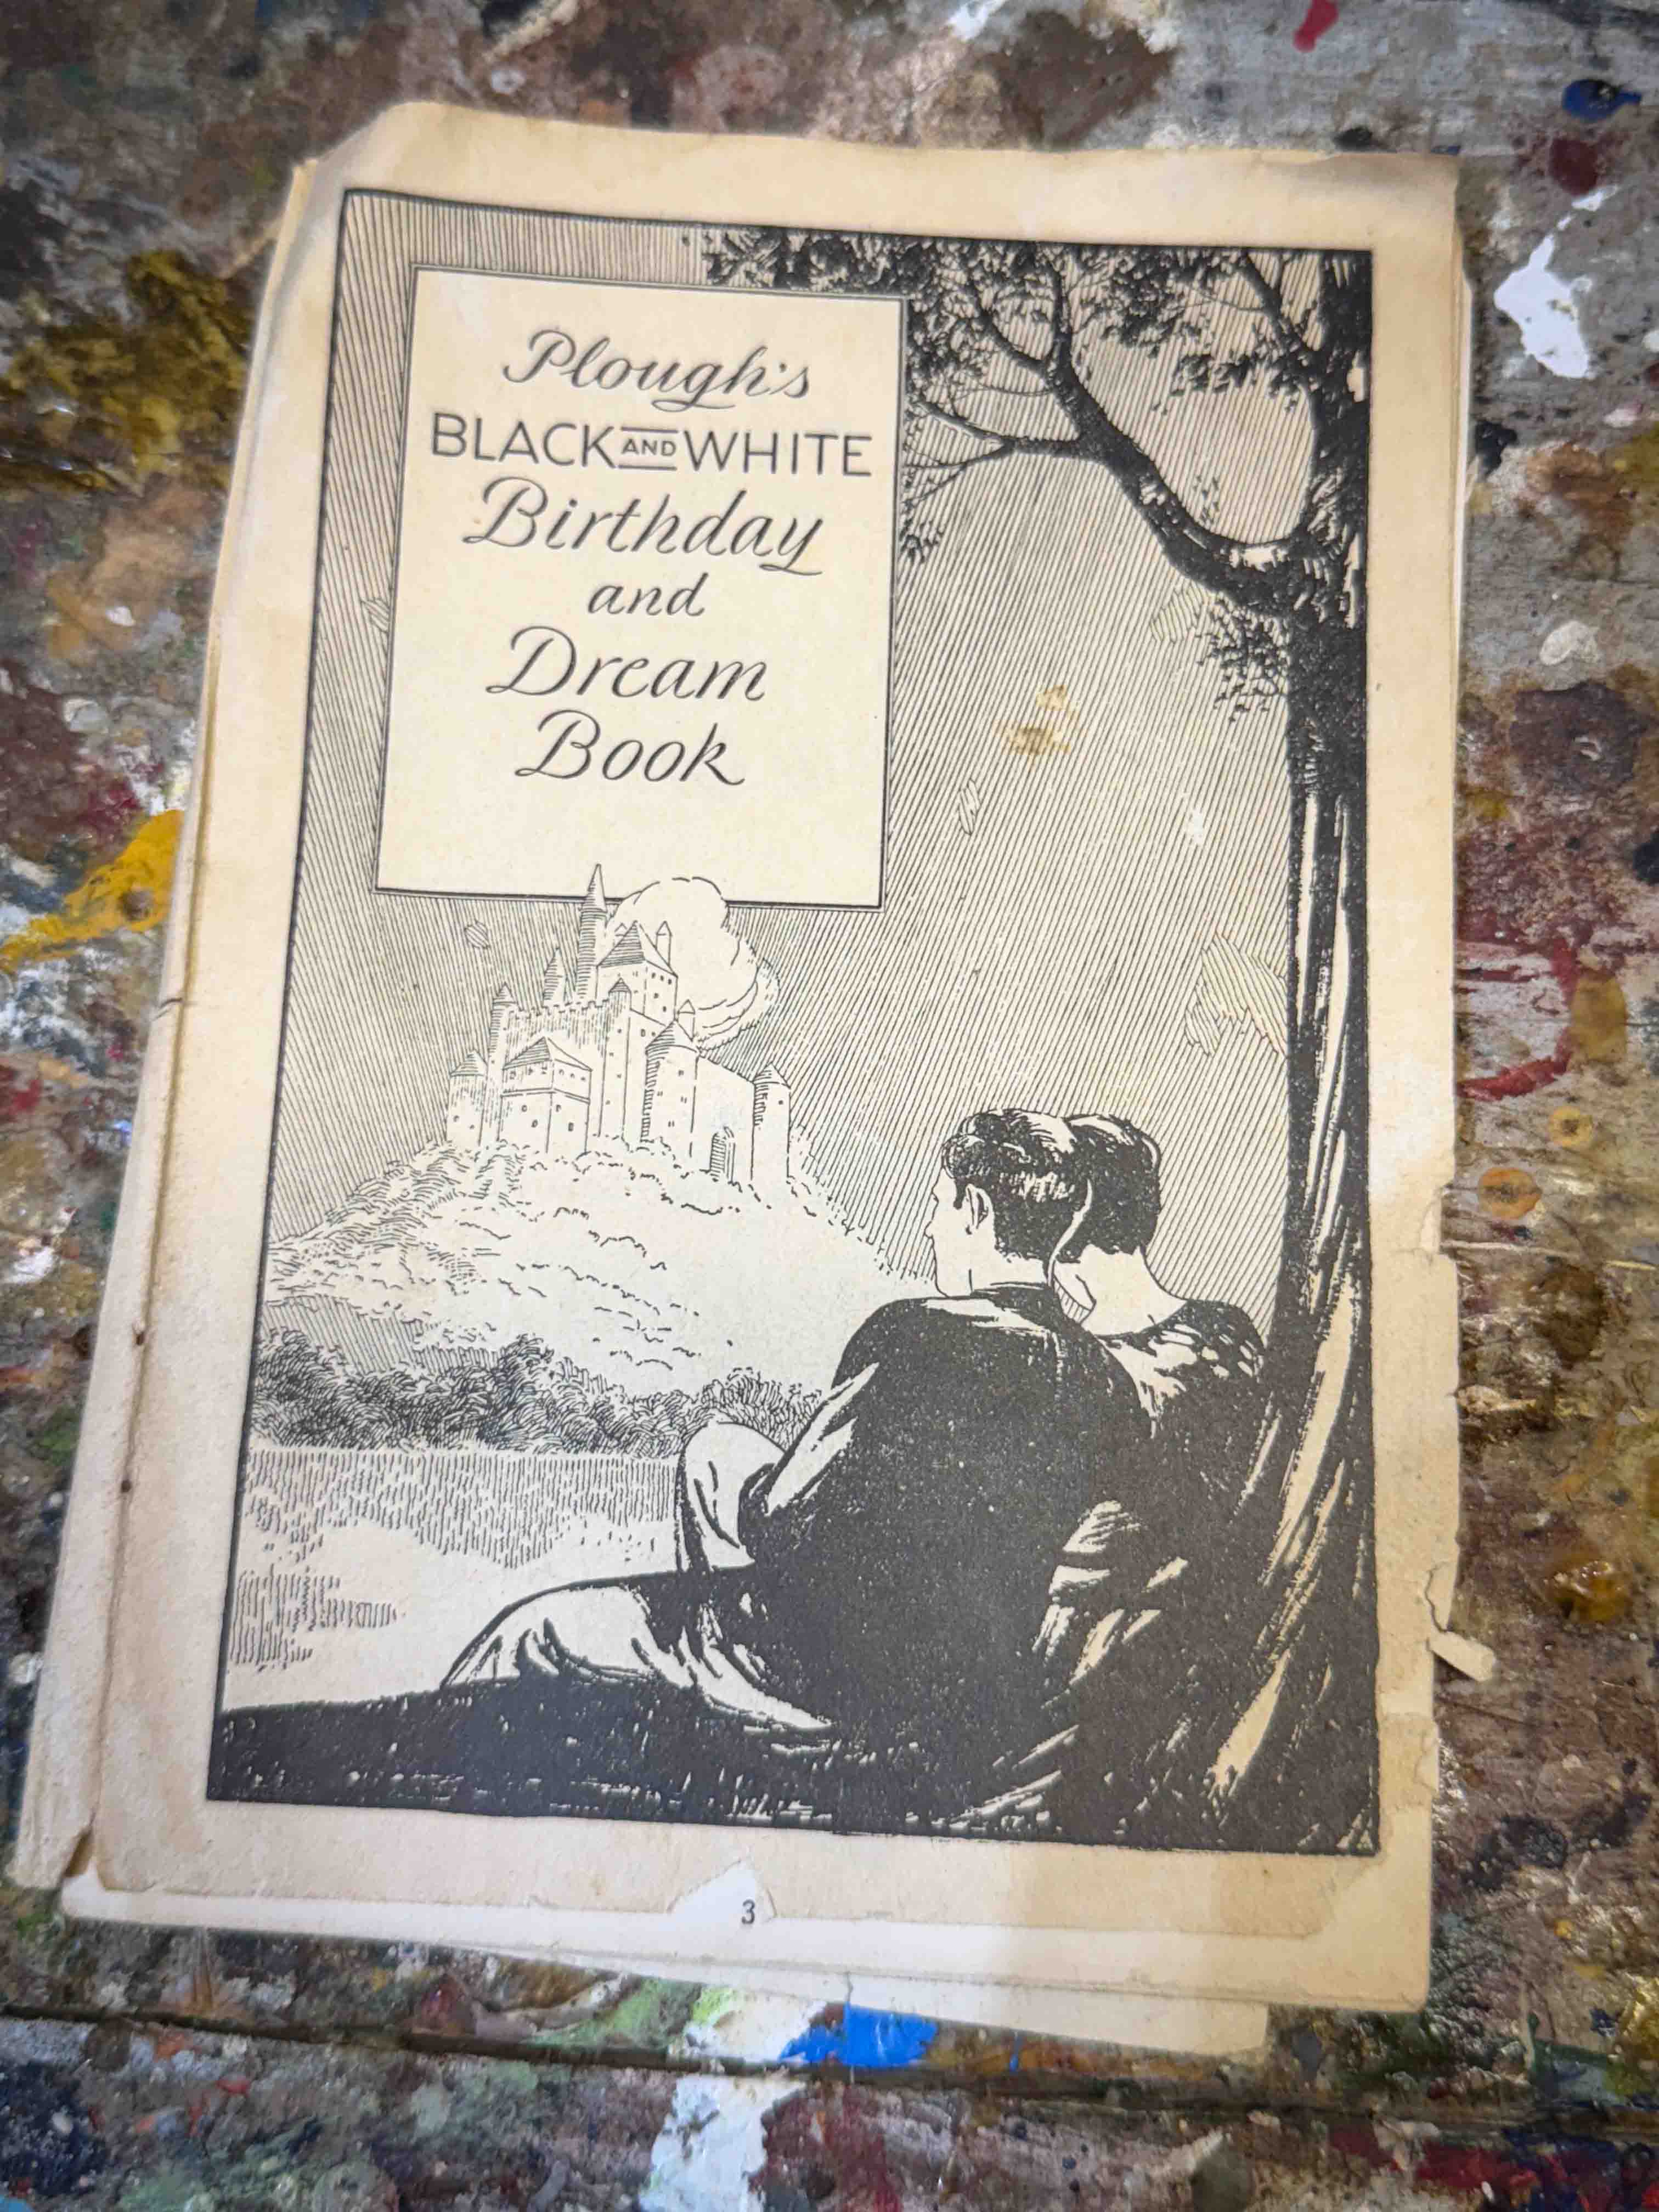 Plough's
BLACK AND WHITE
Birthday
and
Dream
Book
3